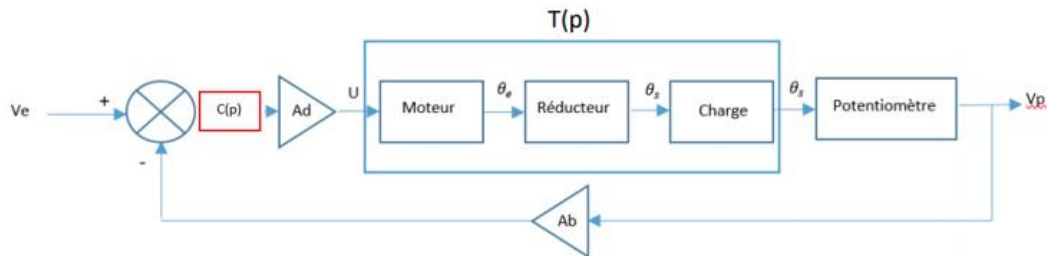 T(p)
Ve
+
-
C(p)
Ad
U
Moteur
θe
Réducteur
θs
Charge
θs
Potentiomètre
Vp
Ab